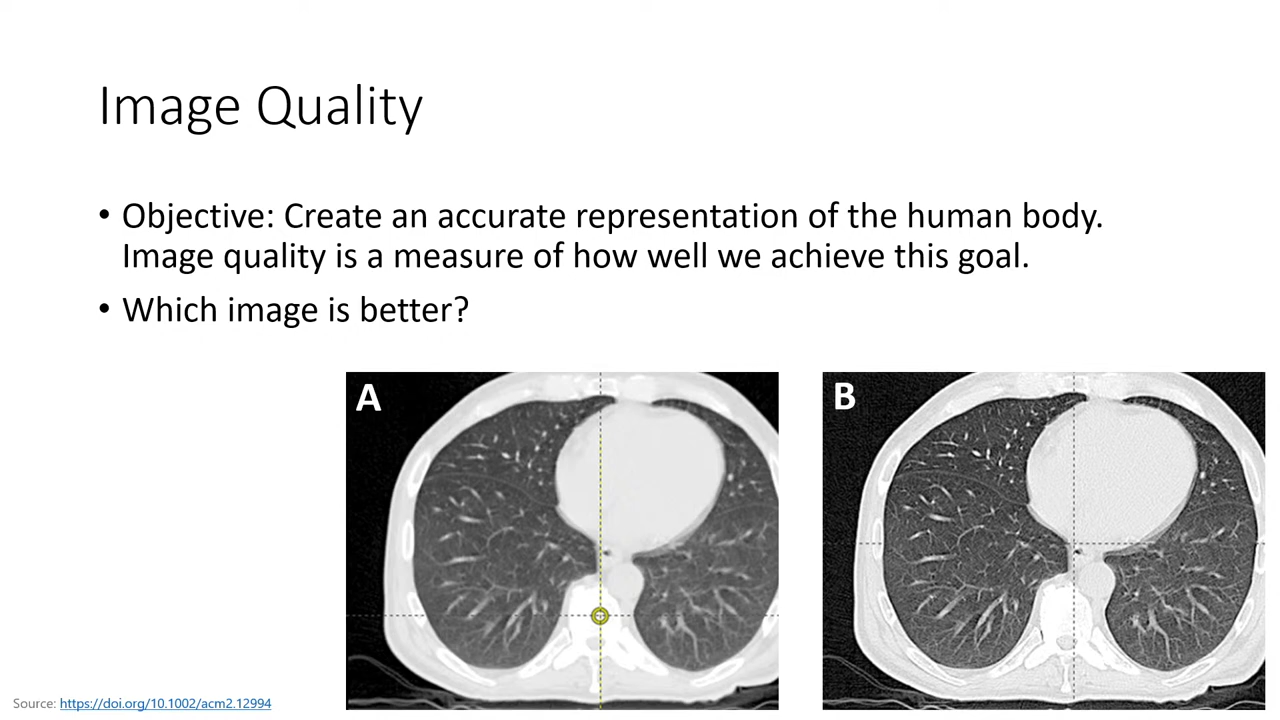 Image Quality
• Objective: Create an accurate representation of the human body.
Image quality is a measure of how well we achieve this goal.
• Which image is better?
A
B
Source: https://doi.org/10.1002/acm2.12994